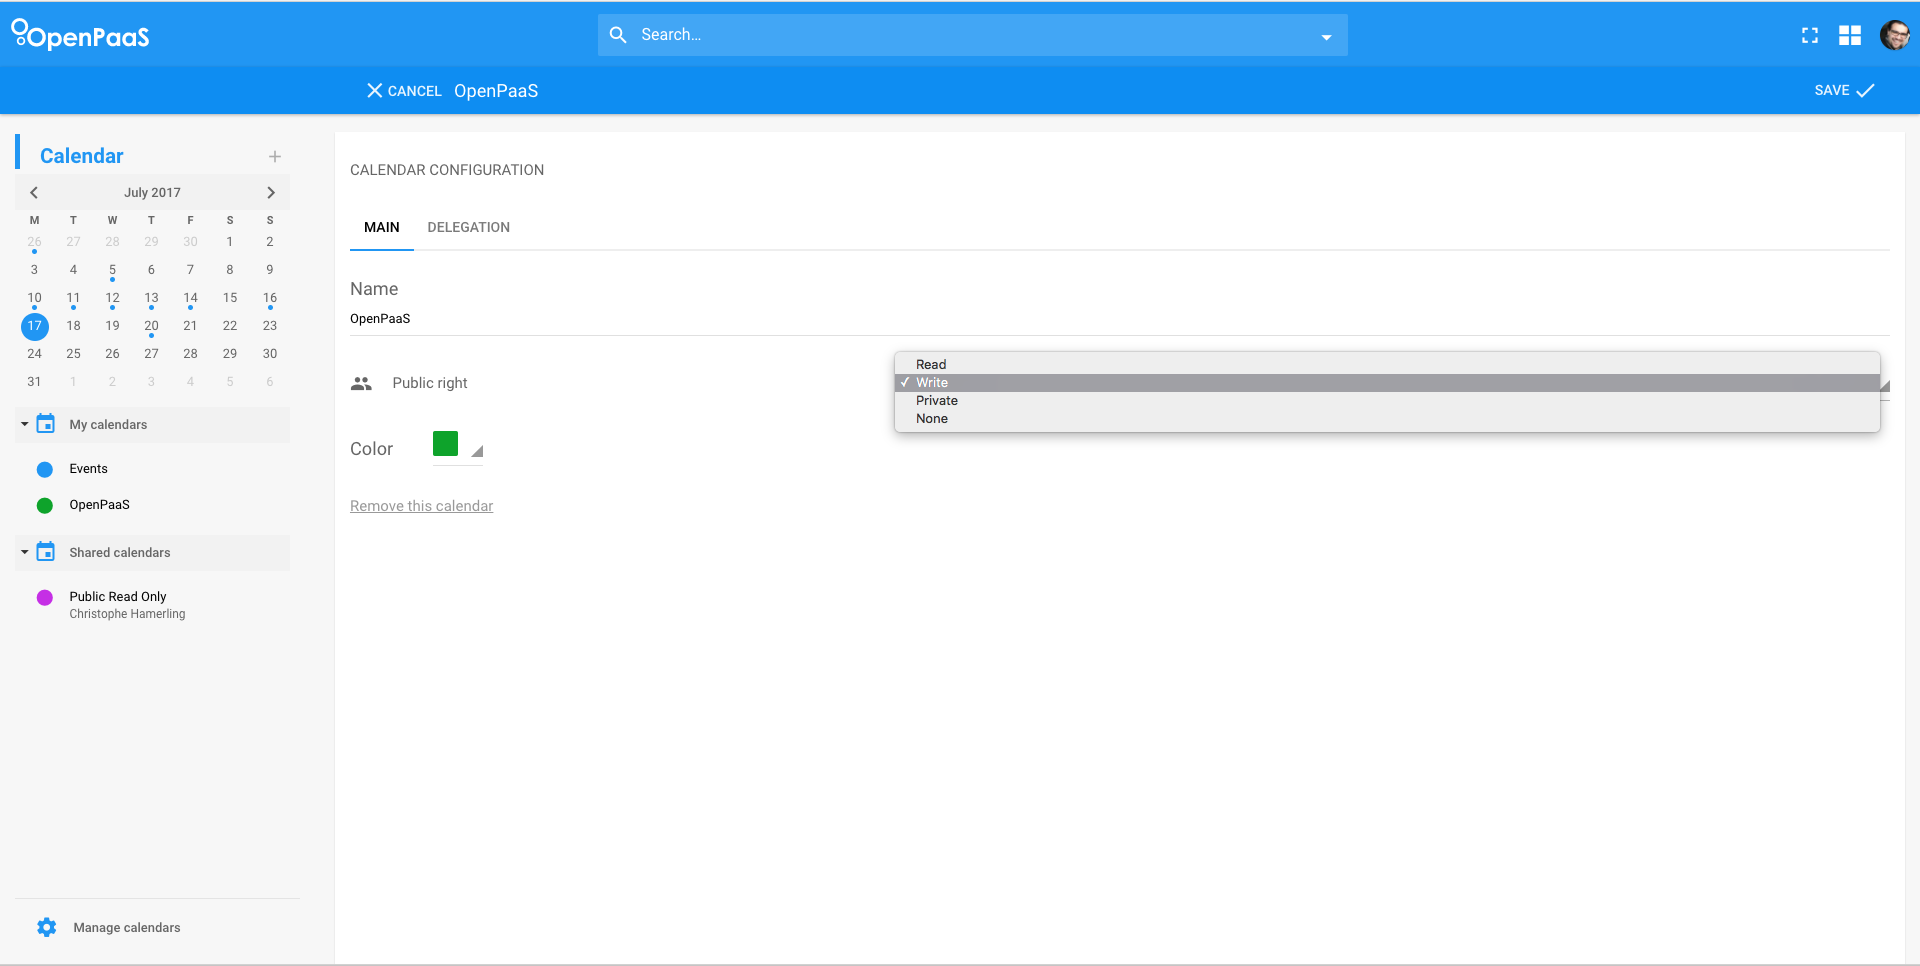 OpenPaaS
Search...
CANCEL OpenPaaS
SAVE
Calendar
July 2017
M T W T F S S
26 27 28 29 30 1 2
3 4 5 6 7 8 9
10 11 12 13 14 15 16
17 18 19 20 21 22 23
24 25 26 27 28 29 30
31 1 2 3 4 5 6
My calendars
Events
OpenPaaS
Shared calendars
Public Read Only
Christophe Hamerling
Manage calendars
CALENDAR CONFIGURATION
MAIN DELEGATION
Name
OpenPaaS
Public right
Read
✓ Write
Private
None
Color
Remove this calendar